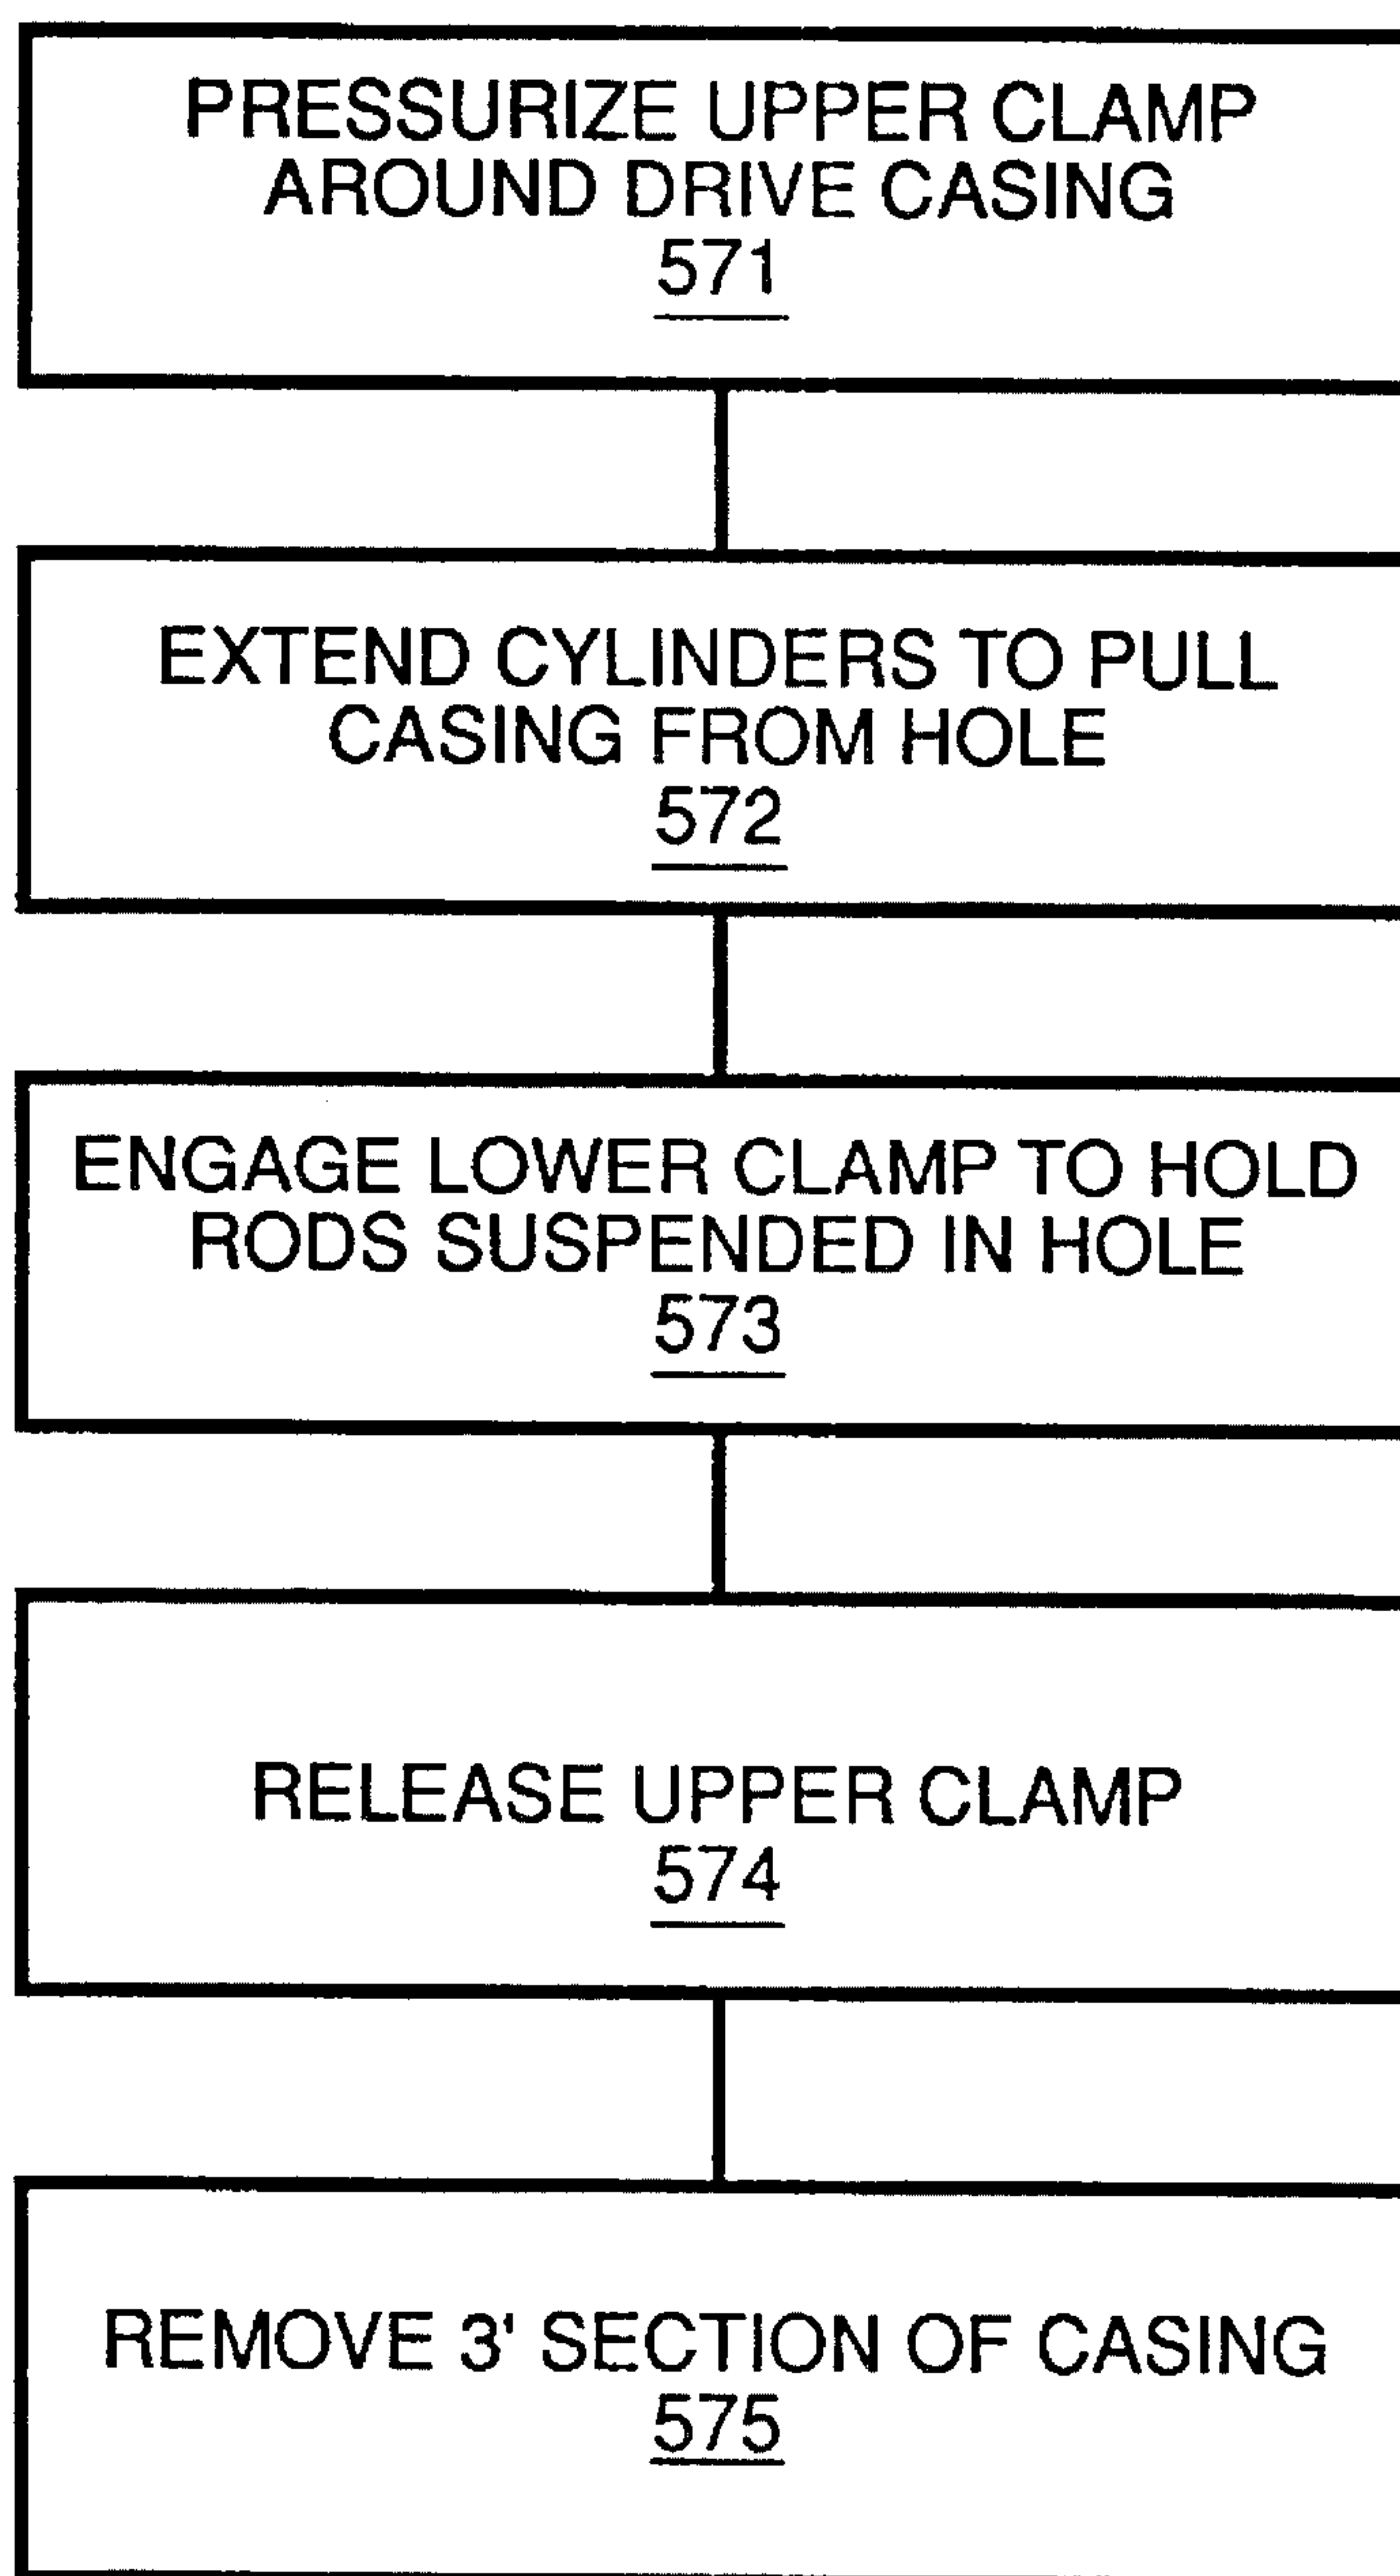 PRESSURIZE UPPER CLAMP
AROUND DRIVE CASING
571
EXTEND CYLINDERS TO PULL
CASING FROM HOLE
572
ENGAGE LOWER CLAMP TO HOLD
RODS SUSPENDED IN HOLE
573
RELEASE UPPER CLAMP
574
REMOVE 3' SECTION OF CASING
575